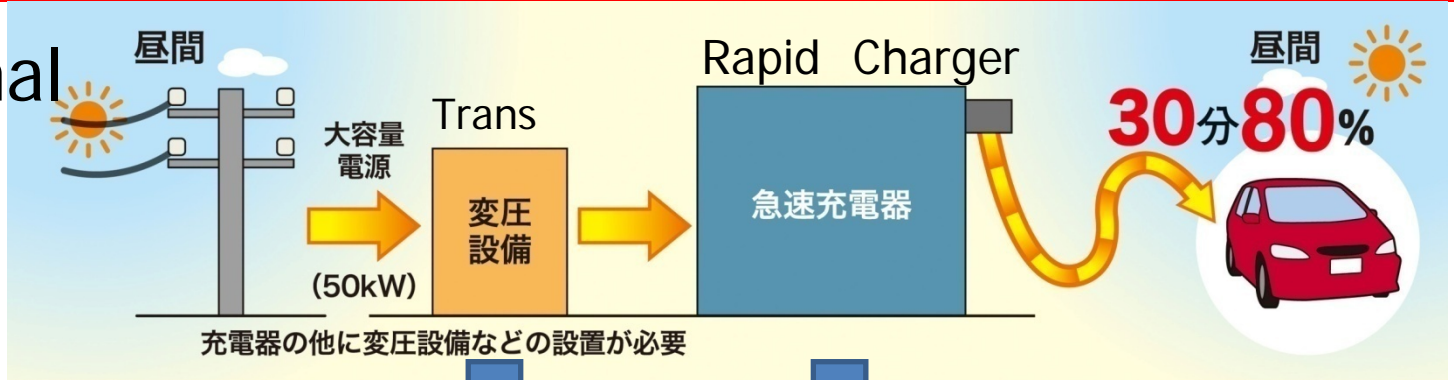 nal
昼間
大容量
電源
(50kW)
Trans
変圧
設備
Rapid Charger
急速充電器
昼間
30分80%
充電器の他に変圧設備などの設置が必要